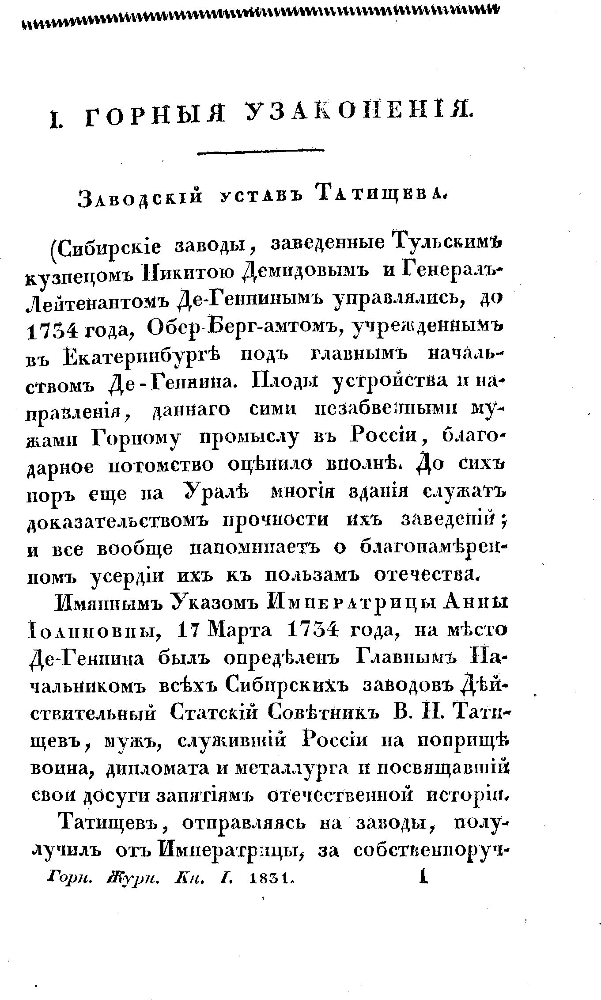 I. ГОРНЫЯ УЗАКОНЕНІЯ.
Заводскій уставъ Татищева.
(Сибирскіе заводы, заведенные Тульскимъ
кузнецомъ Никитою Демидовымъ и Генералъ-
Лейтенантомъ Де-Геннинымъ управлялись, до
1734 года, Обер-Берг-амтомъ, учрежденнымъ
въ Екатеринбургѣ подъ главнымъ началь-
ствомъ Де-Геннина. Плоды устройства и на-
правленія, даннаго сими незабвенными му-
жами Горному промыслу въ Россіи, благо-
дарное потомство оцѣнило вполнѣ. До сихъ
поръ еще на Уралѣ многія зданія служатъ
доказательствомъ прочности ихъ заведеній;
и все вообще напоминаетъ о благонамѣрен-
номъ усердіи ихъ къ пользамъ отечества.
Имяннымъ Указомъ Императрицы Анны
Іоанновны, 17 Марта 1734 года, на мѣсто
Де-Геннина былъ опредѣленъ Главнымъ На-
чальникомъ всѣхъ Сибирскихъ заводовъ Дѣй-
ствительный Статскій Совѣтникъ В. Н. Тати-
щевъ, мужъ, служившій Россіи на поприщѣ
воина, дипломата и металлурга и посвящавшій
свои досуги занятіямъ отечественной исторіи.
Татищевъ, отправляясь на заводы, полу-
лучилъ отъ Императрицы, за собственноруч-
Горн. Журн. Кн. I. 1831. 1